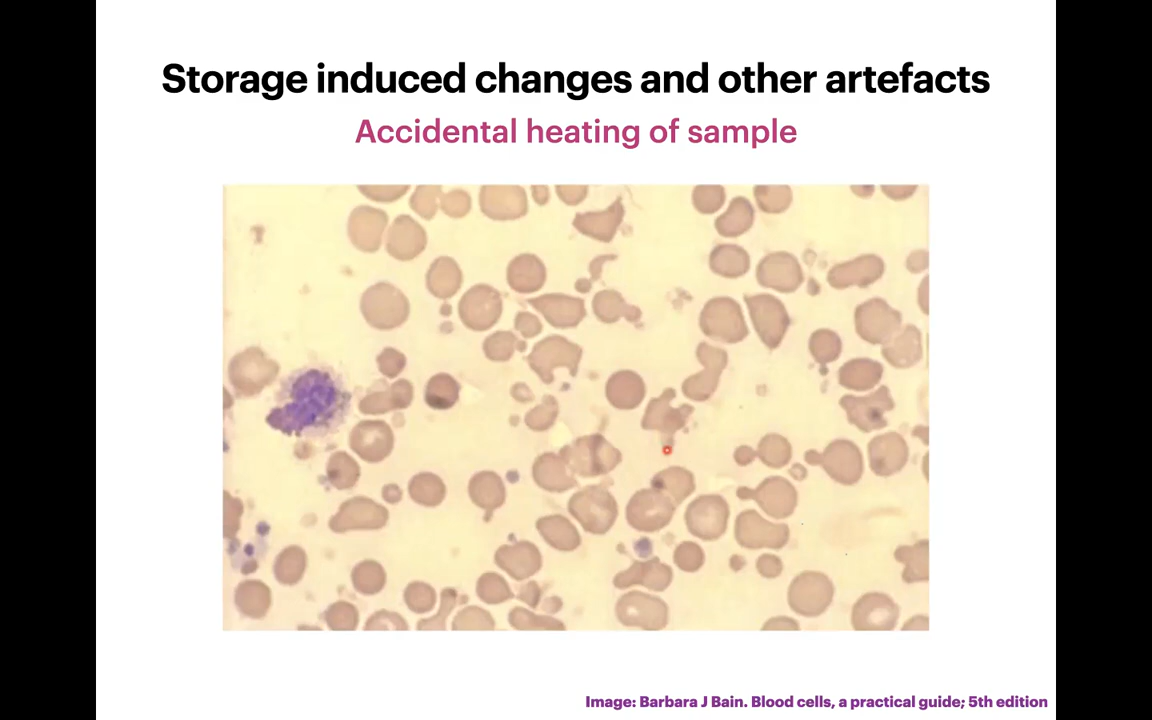 Storage induced changes and other artefacts
Accidental heating of sample
Image: Barbara J Bain. Blood cells, a practical guide; 5th edition